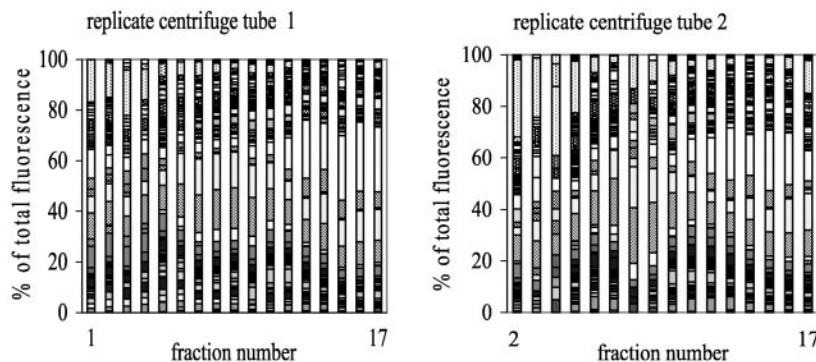 replicate centrifuge tube 1
% of total fluorescence
100
80
60
40
20
0
1
17
fraction number
replicate centrifuge tube 2
% of total fluorescence
100
80
60
40
20
0
2
17
fraction number